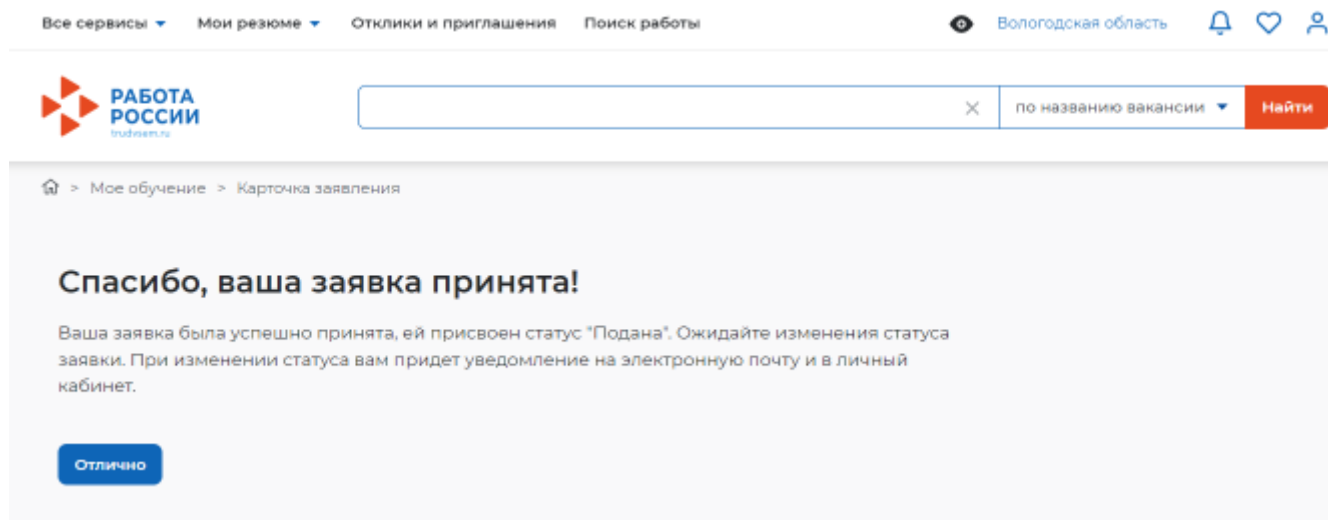 Все сервисы Мои резюме Отклики и приглашения Поиск работы Вологодская область
РАБОТА
РОССИИ
trudvsem.ru
по названию вакансии Найти
> Мое обучение > Карточка заявления
Спасибо, ваша заявка принята!
Ваша заявка была успешно принята, ей присвоен статус "Подана". Ожидайте изменения статуса
заявки. При изменении статуса вам придет уведомление на электронную почту и в личный
кабинет.
Отлично